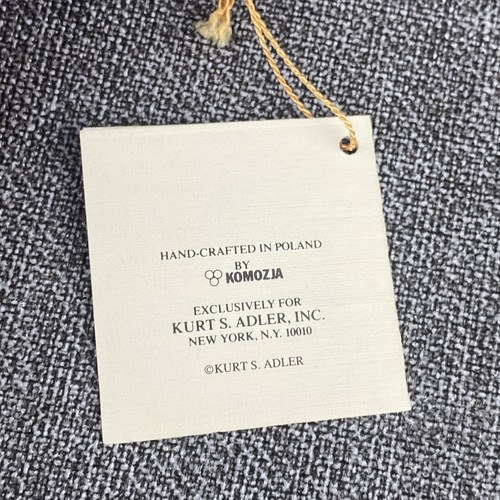 HAND-CRAFTED IN POLAND
BY
KOMOZJA
EXCLUSIVELY FOR
KURT S. ADLER, INC.
NEW YORK, N.Y. 10010
©KURT S. ADLER